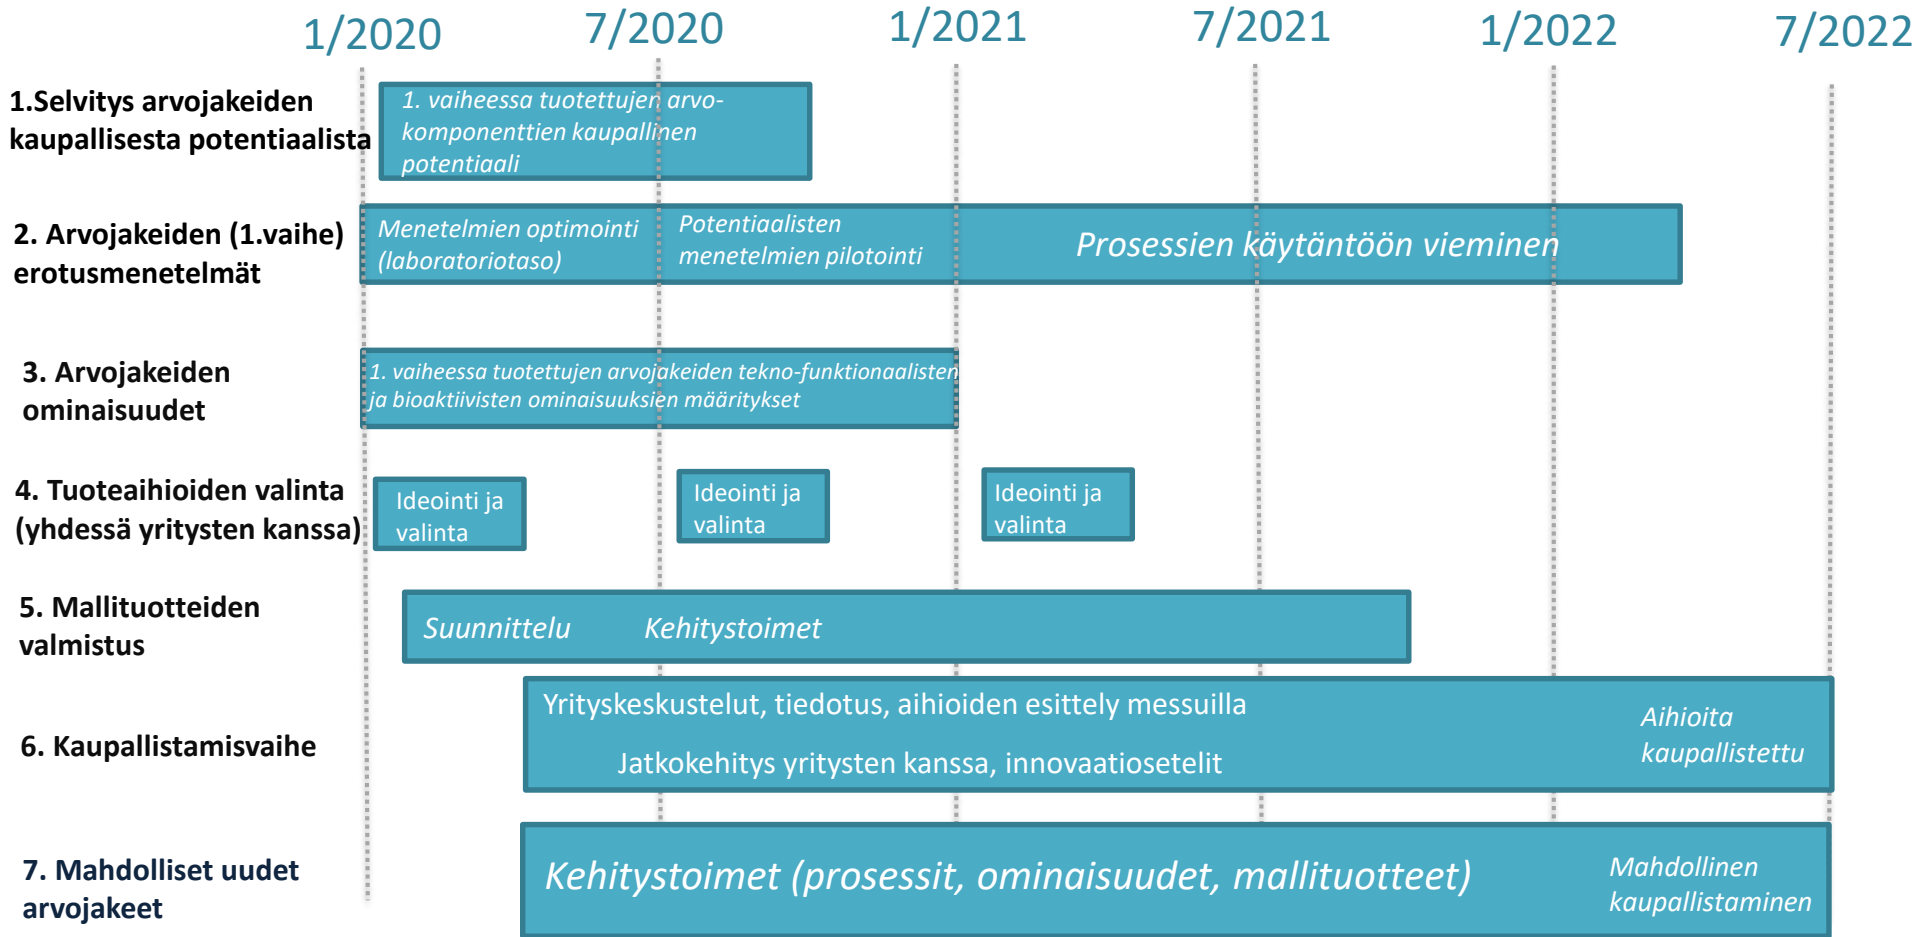 1/2020 7/2020 1/2021 7/2021 1/2022 7/2022
1.Selvitys arvojakeiden
kaupallisesta potentiaalista
1. vaiheessa tuotettujen arvo-
komponenttien kaupallinen
potentiaali
2. Arvojakeiden (1.vaihe)
erotusmenetelmät
Menetelmien optimointi
(laboratoriotaso)
Potentiaalisten
menetelmien pilotointi
Prosessien käytäntöön vieminen
3. Arvojakeiden
ominaisuudet
1. vaiheessa tuotettujen arvojakeiden tekno-funktionaalisten
ja bioaktiivisten ominaisuuksien määritykset
4. Tuoteaihioiden valinta
(yhdessä yritysten kanssa)
Ideointi ja
valinta
Ideointi ja
valinta
Ideointi ja
valinta
5. Mallituotteiden
valmistus
Suunnittelu Kehitystoimet
6. Kaupallistamisvaihe
Yrityskeskustelut, tiedotus, aihioiden esittely messuilla
Jatkokehitys yritysten kanssa, innovaatiosetelit
Aihioita
kaupallistettu
7. Mahdolliset uudet
arvojakeet
Kehitystoimet (prosessit, ominaisuudet, mallituotteet)
Mahdollinen
kaupallistaminen